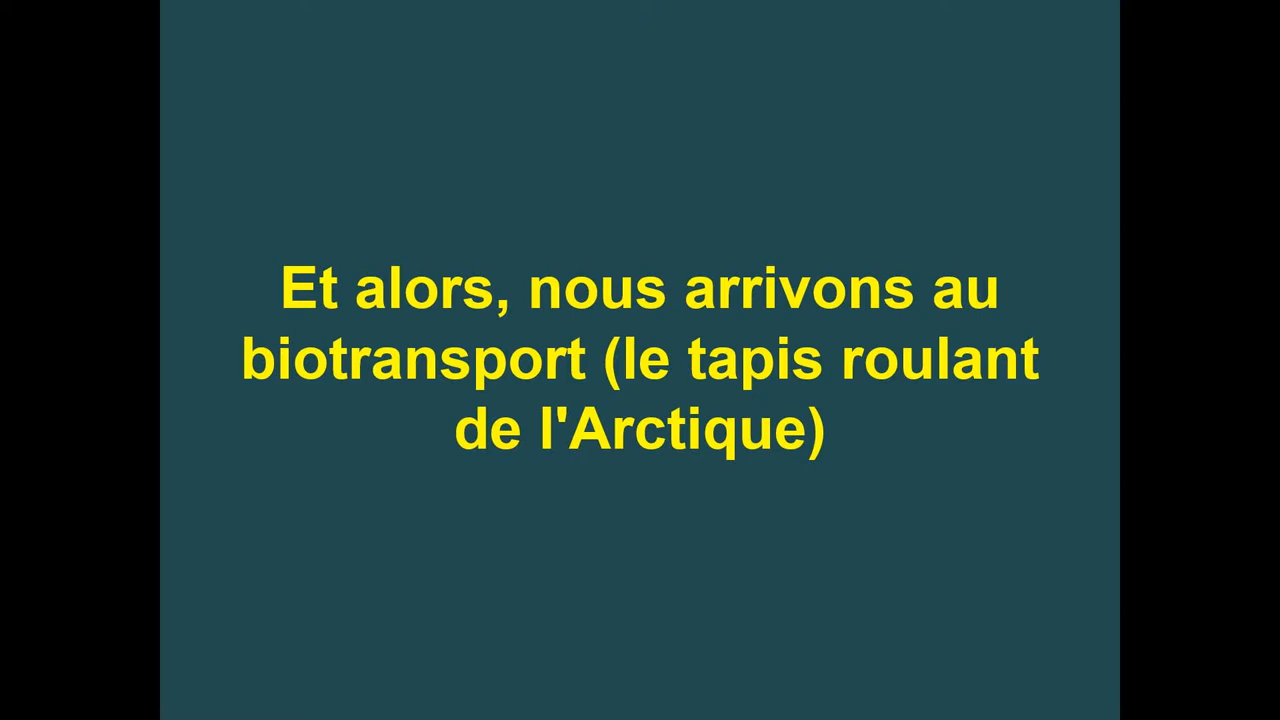 Et alors, nous arrivons au
biotransport (le tapis roulant
de l'Arctique)